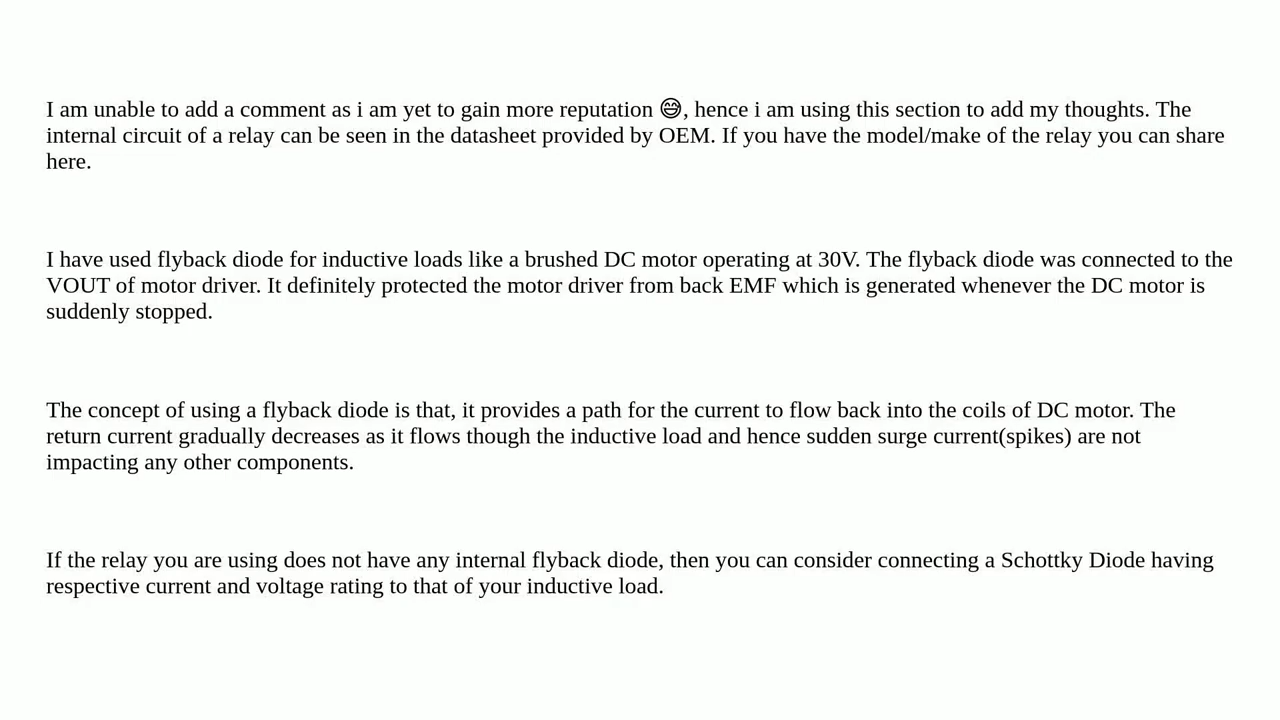 I am unable to add a comment as i am yet to gain more reputation 😅, hence i am using this section to add my thoughts. The
internal circuit of a relay can be seen in the datasheet provided by OEM. If you have the model/make of the relay you can share
here.
I have used flyback diode for inductive loads like a brushed DC motor operating at 30V. The flyback diode was connected to the
VOUT of motor driver. It definitely protected the motor driver from back EMF which is generated whenever the DC motor is
suddenly stopped.
The concept of using a flyback diode is that, it provides a path for the current to flow back into the coils of DC motor. The
return current gradually decreases as it flows though the inductive load and hence sudden surge current(spikes) are not
impacting any other components.
If the relay you are using does not have any internal flyback diode, then you can consider connecting a Schottky Diode having
respective current and voltage rating to that of your inductive load.